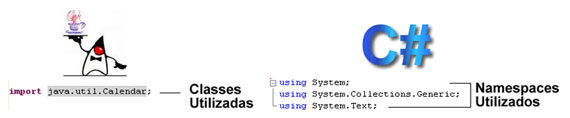 C#
import java.util.Calendar;
Classes
Utilizadas
using System;
using System.Collections.Generic;
using System.Text;
Namespaces
Utilizados